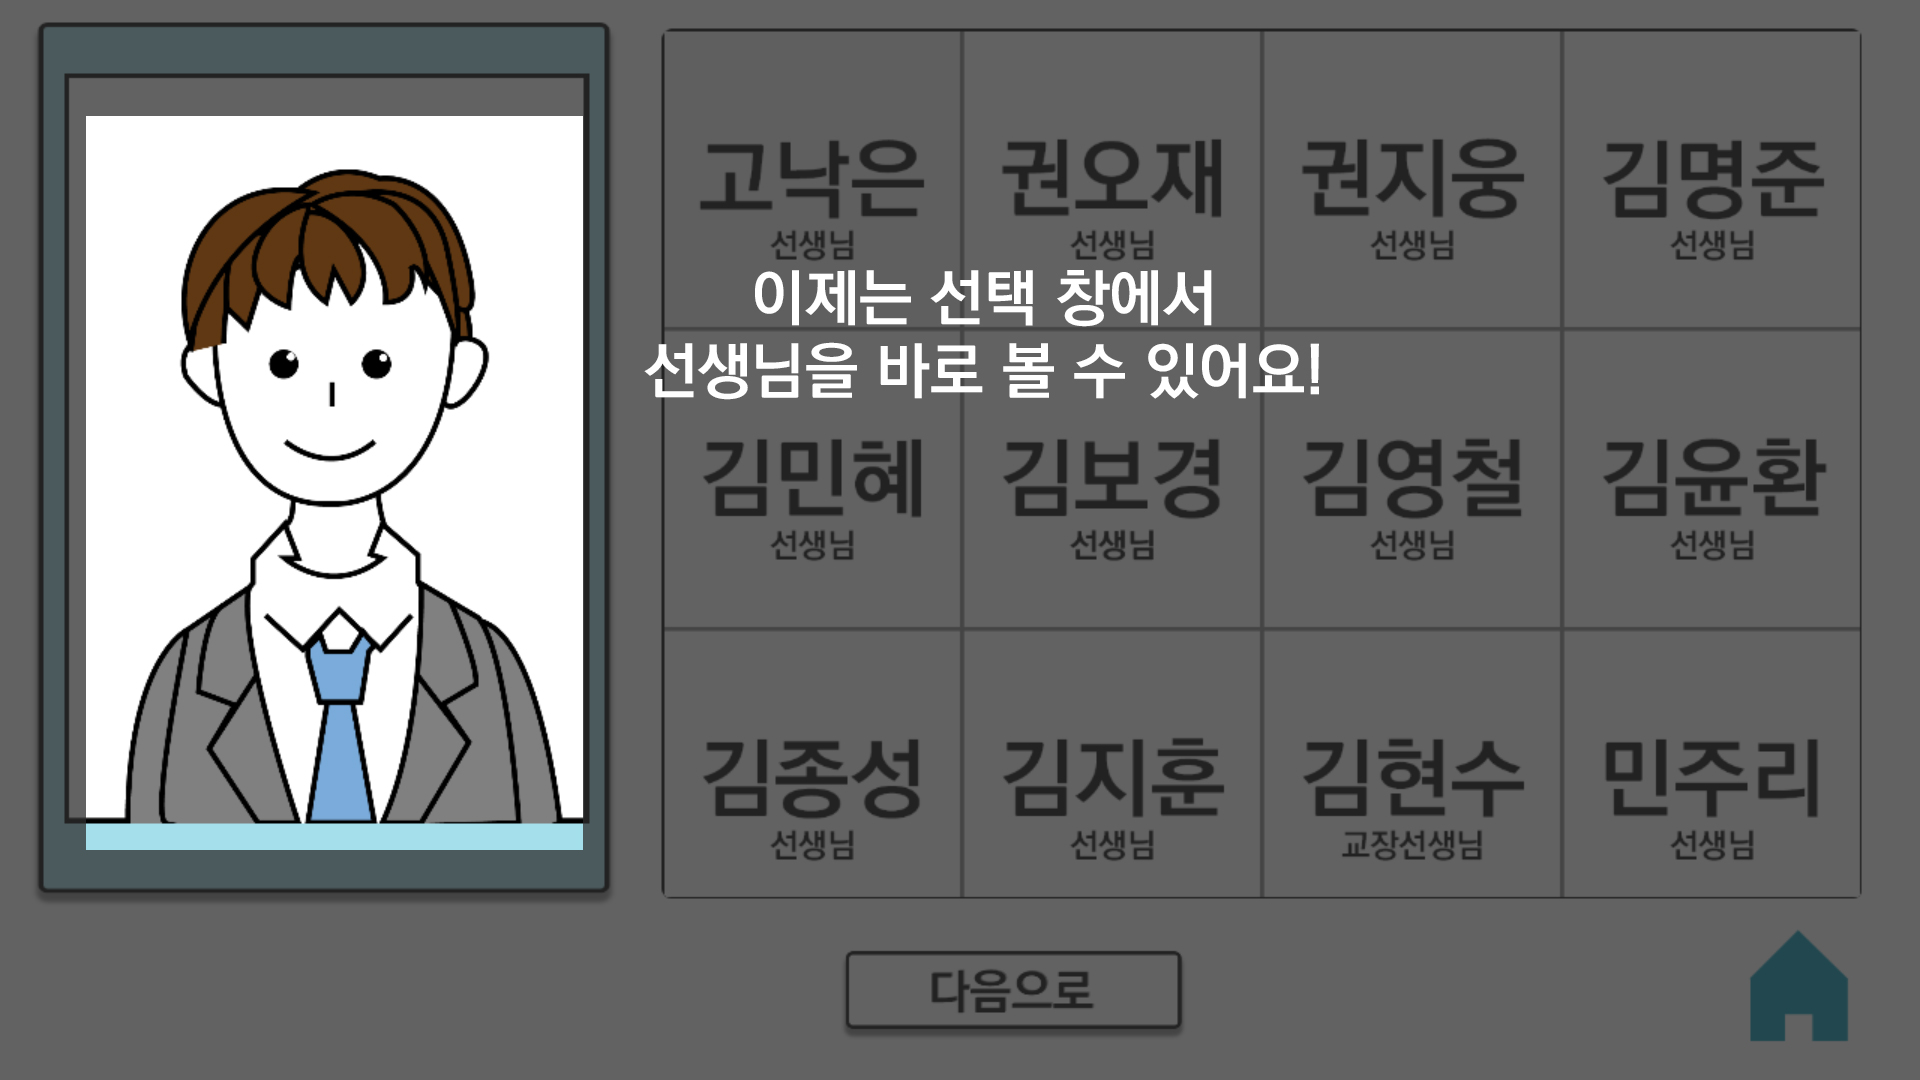 고낙은 권오재 권지웅 김명준
선생님 선생님 선생님 선생님
이제는 선택 창에서
선생님을 바로 볼 수 있어요!
김민혜 김보경 김영철 김윤환
선생님 선생님 선생님 선생님
김종성 김지훈 김현수 민주리
선생님 선생님 교장선생님 선생님
다음으로